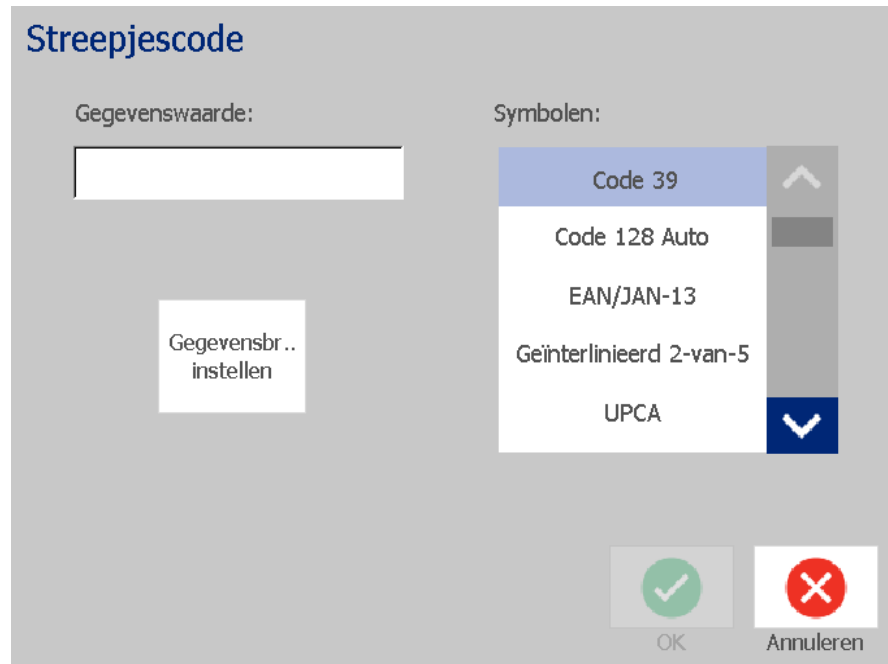 Streepjescode
Gegevenswaarde:
Symbolen:
Code 39
Code 128 Auto
EAN/JAN-13
Geïnterlinieerd 2-van-5
UPCA
Gegevensbr..
instellen
OK
Annuleren